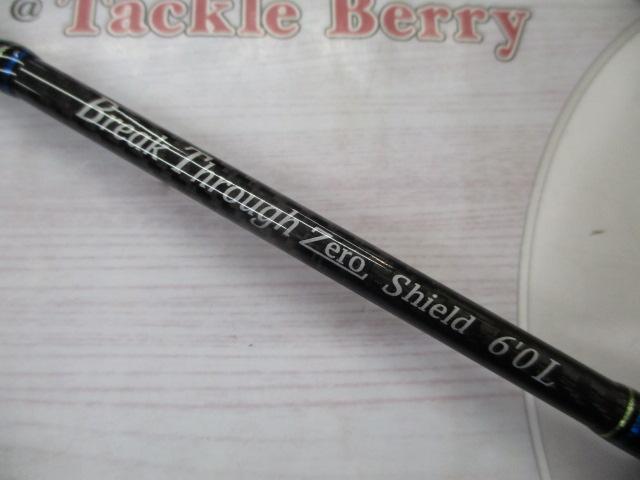 @ Tackle Berry
Break Through Zero Shield 6'0 L